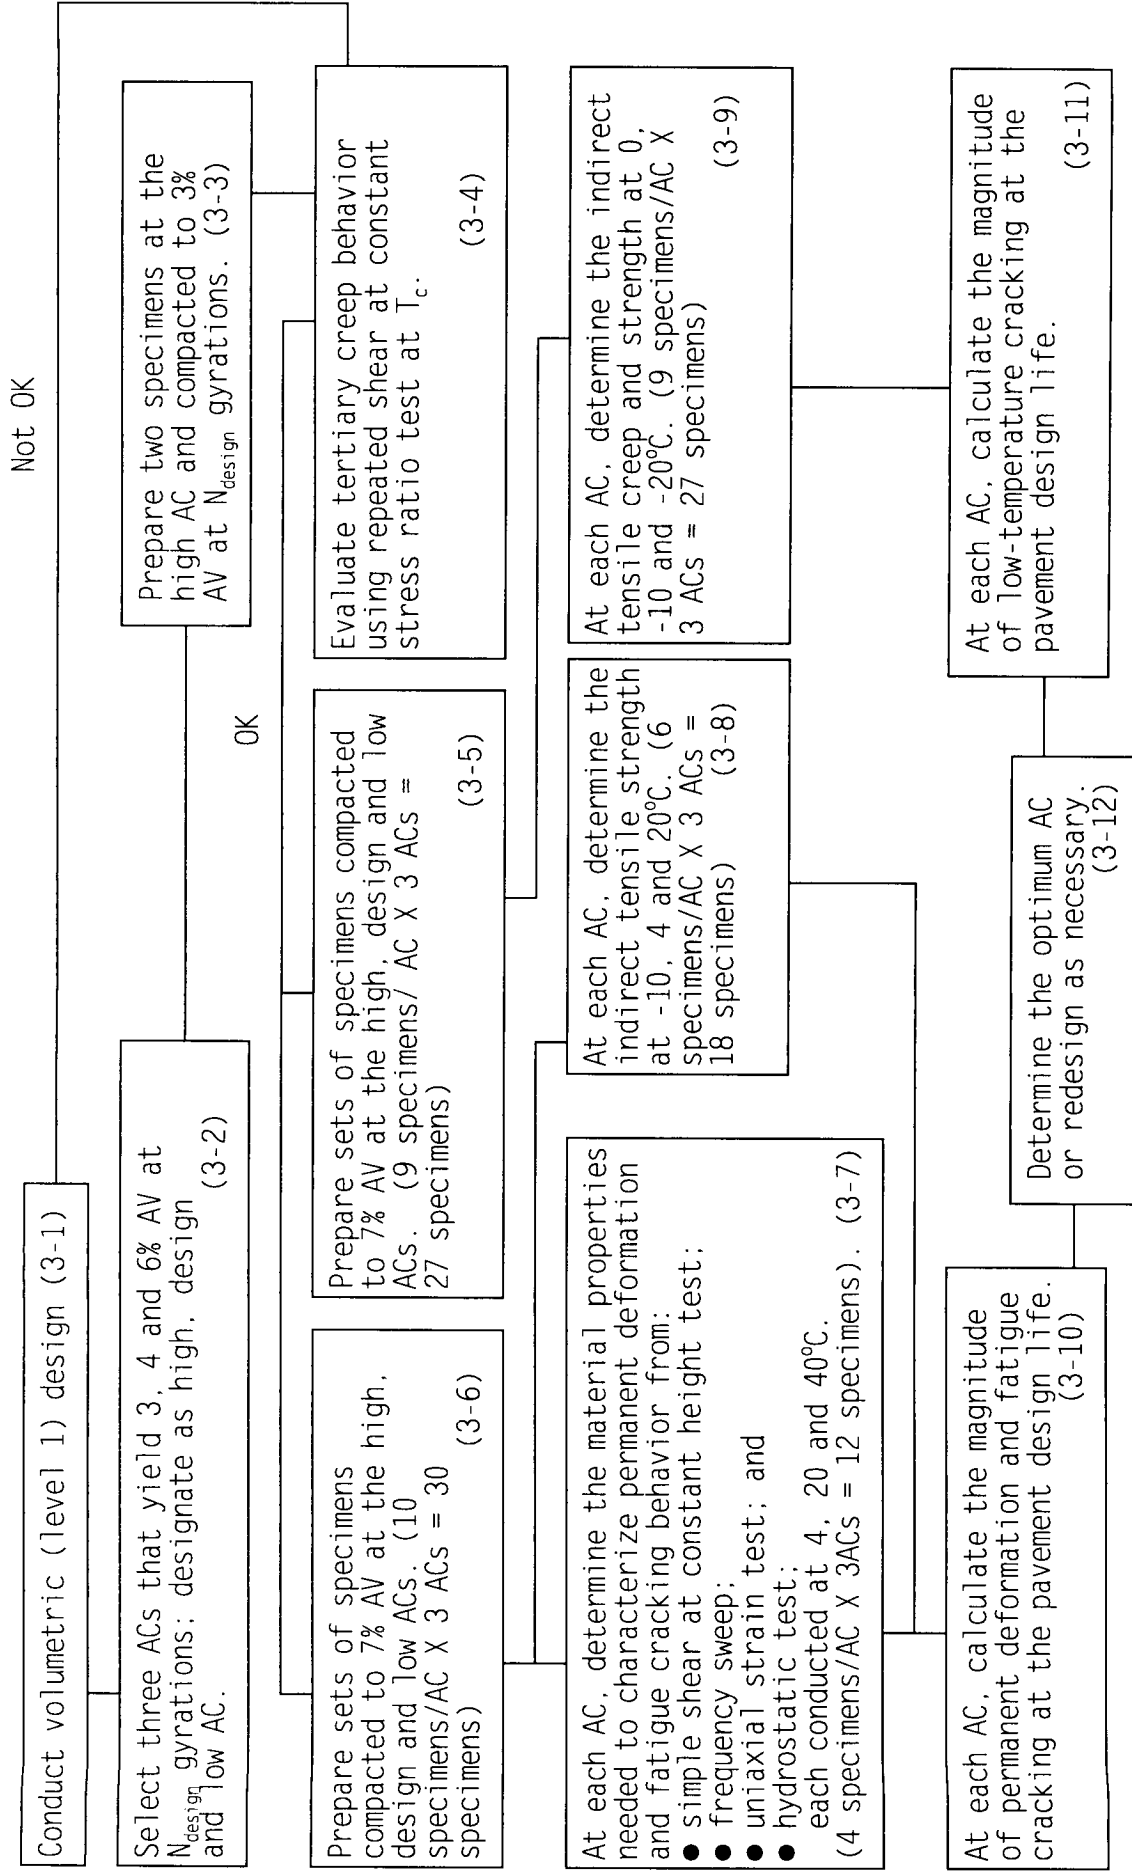 Not OK
Conduct volumetric (level 1) design (3-1)
Select three ACs that yield 3, 4 and 6% AV at
Ndesign gyrations: designate as high, design
and low AC. (3-2)
Prepare two specimens at the
high AC and compacted to 3%
AV at Ndesign gyrations. (3-3)
OK
Prepare sets of specimens
compacted to 7% AV at the high,
design and low ACs. (10
specimens/AC X 3 ACs = 30
specimens) (3-6)
Prepare sets of specimens compacted
to 7% AV at the high, design and low
ACs. (9 specimens/ AC X 3 ACs =
27 specimens) (3-5)
Evaluate tertiary creep behavior
using repeated shear at constant
stress ratio test at Tc.
(3-4)
At each AC, determine the material properties
needed to characterize permanent deformation
and fatigue cracking behavior from:
● simple shear at constant height test;
● frequency sweep;
● uniaxial strain test; and
● hydrostatic test;
each conducted at 4, 20 and 40°C.
(4 specimens/AC X 3ACs = 12 specimens). (3-7)
At each AC, determine the
indirect tensile strength
at -10, 4 and 20°C. (6
specimens/AC X 3 ACs =
18 specimens) (3-8)
At each AC, determine the indirect
tensile creep and strength at 0,
-10 and -20°C. (9 specimens/AC X
3 ACs = 27 specimens)
(3-9)
At each AC, calculate the magnitude
of permanent deformation and fatigue
cracking at the pavement design life.
(3-10)
Determine the optimum AC
or redesign as necessary.
(3-12)
At each AC, calculate the magnitude
of low-temperature cracking at the
pavement design life.
(3-11)